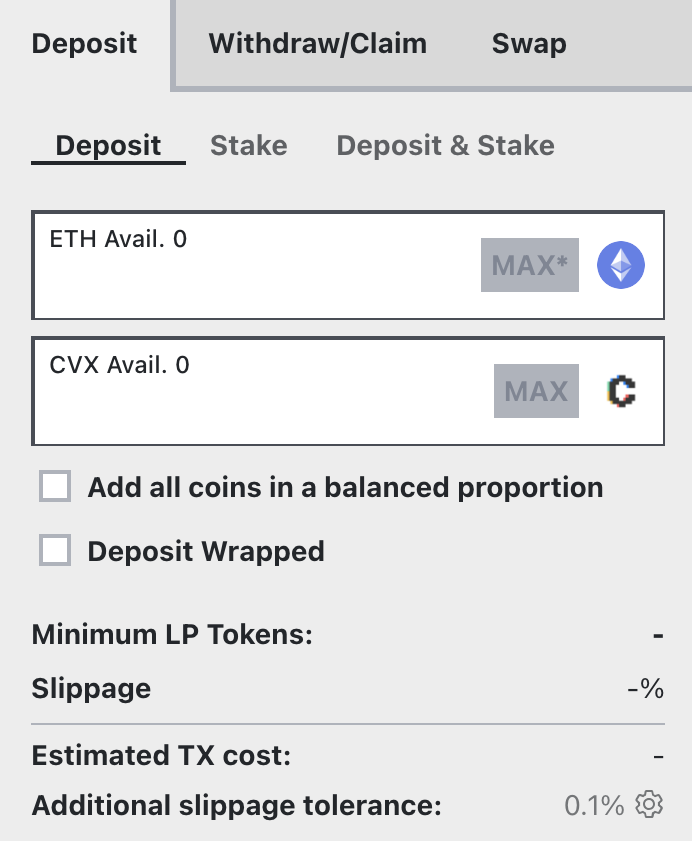 Deposit Withdraw/Claim Swap
Deposit Stake Deposit & Stake
ETH Avail. 0
MAX*
CVX Avail. 0
MAX
Add all coins in a balanced proportion
Deposit Wrapped
Minimum LP Tokens: -
Slippage -%
Estimated TX cost: -
Additional slippage tolerance: 0.1%